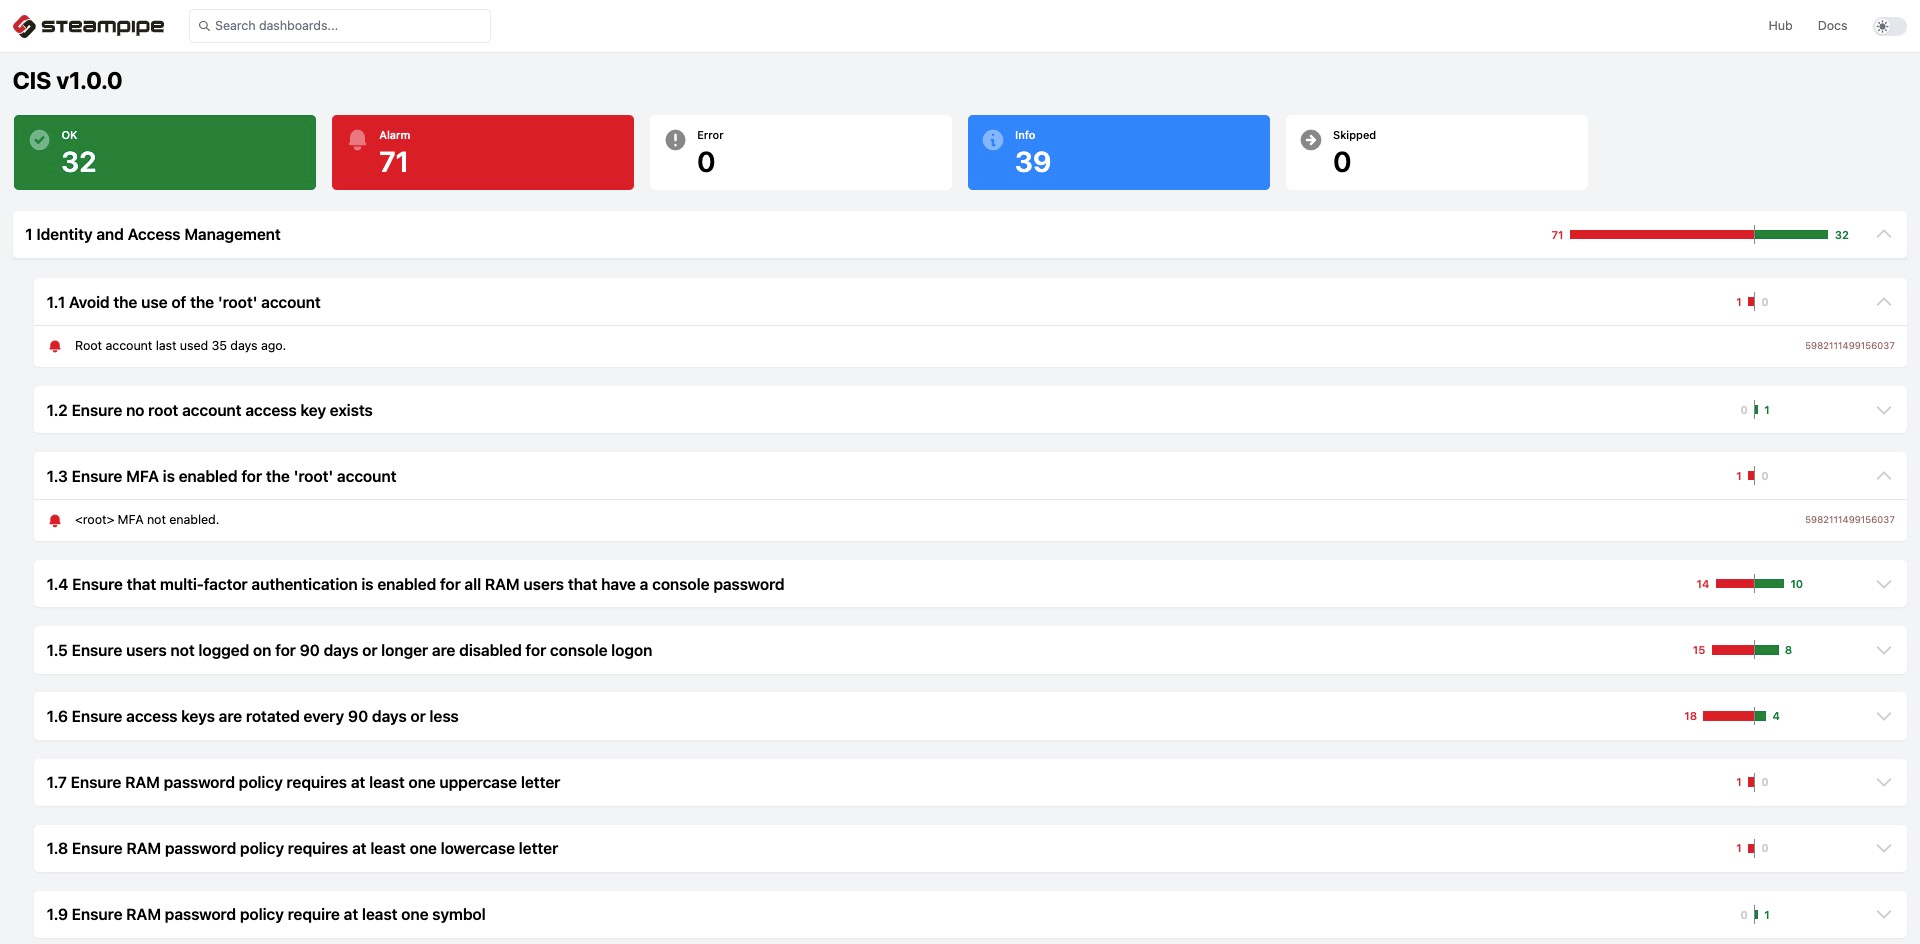 steampipe
Search dashboards...
Hub
Docs
CIS v1.0.0
OK
32
Alarm
71
Error
0
Info
39
Skipped
0
1 Identity and Access Management
71
32
1.1 Avoid the use of the 'root' account
1
0
Root account last used 35 days ago.
5982111499156037
1.2 Ensure no root account access key exists
0
1
1.3 Ensure MFA is enabled for the 'root' account
1
0
<root> MFA not enabled.
5982111499156037
1.4 Ensure that multi-factor authentication is enabled for all RAM users that have a console password
14
10
1.5 Ensure users not logged on for 90 days or longer are disabled for console logon
15
8
1.6 Ensure access keys are rotated every 90 days or less
18
4
1.7 Ensure RAM password policy requires at least one uppercase letter
1
0
1.8 Ensure RAM password policy requires at least one lowercase letter
1
0
1.9 Ensure RAM password policy require at least one symbol
0
1